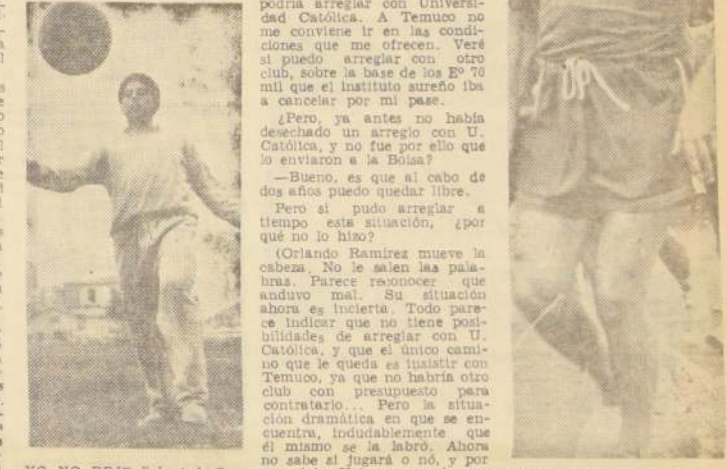 podría arreglar con Universi-
dad Católica. A Temuco no
me conviene ir en las condi-
ciones que me ofrecen. Veré
si puedo arreglar con otro
club, sobre la base de los Eº 70
mil que el instituto sureño iba
a cancelar por mi pase.
¿Pero, ya antes no había
desechado un arreglo con U.
Católica, y no fue por ello que
lo enviaron a la Bolsa?
—Bueno, es que al cabo de
dos años puedo quedar libre.
Pero si pudo arreglar a
tiempo esta situación, ¿por
qué no lo hizo?
(Orlando Ramírez mueve la
cabeza. No le salen las pala-
bras. Parece reconocer que
anduvo mal. Su situación
ahora es incierta. Todo pare-
ce indicar que no tiene posi-
bilidades de arreglar con U.
Católica, y que el único cami-
no que le queda es insistir con
Temuco, ya que no habría otro
club con presupuesto para
contratarlo... Pero la situa-
ción dramática en que se en-
cuentra, indudablemente que
él mismo se la labró. Ahora
no sabe si jugará o nó, y por
YO NO DEJE